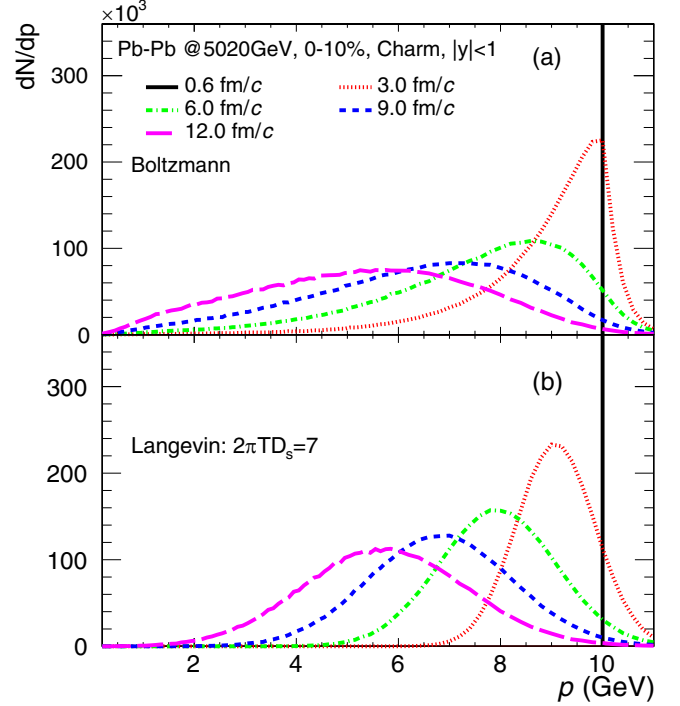 ×10³
dN/dp
Pb-Pb @5020GeV, 0-10%, Charm, |y|<1
(a)
0.6 fm/c
3.0 fm/c
6.0 fm/c
9.0 fm/c
12.0 fm/c
Boltzmann
300
200
100
0
(b)
Langevin: 2πTD_s=7
300
200
100
0
2
4
6
8
10
p (GeV)